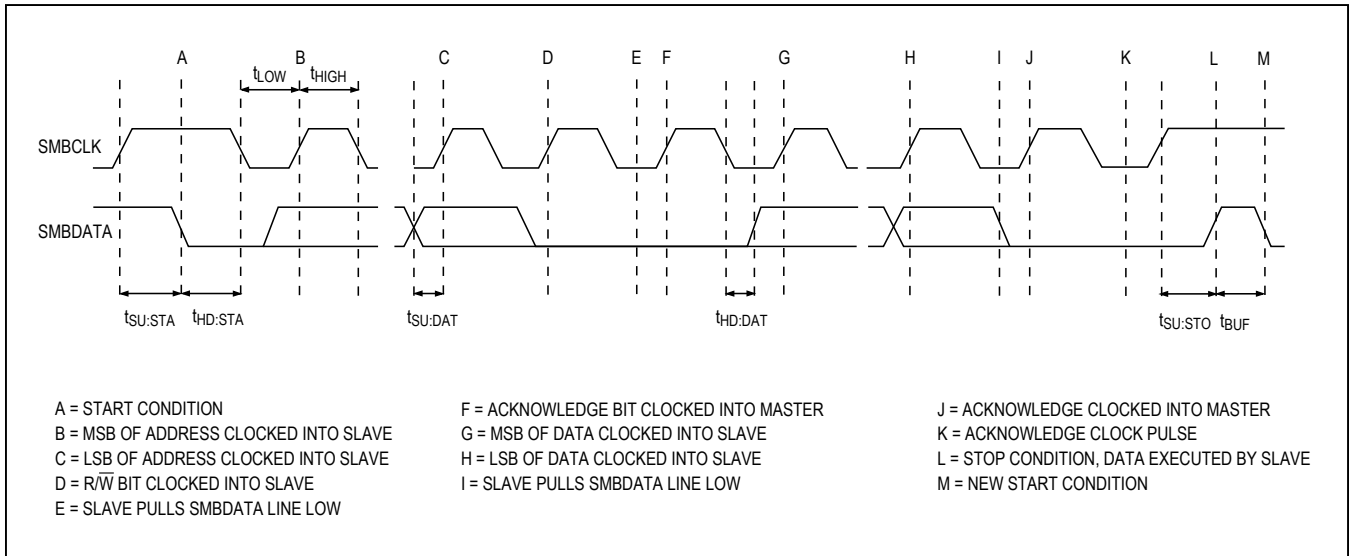 A B C D E F G H I J K L M
tLOW tHIGH
SMBCLK
SMBDATA
tSU:STA tHD:STA tSU:DAT tHD:DAT tSU:STO tBUF
A = START CONDITION
B = MSB OF ADDRESS CLOCKED INTO SLAVE
C = LSB OF ADDRESS CLOCKED INTO SLAVE
D = R/W̅ BIT CLOCKED INTO SLAVE
E = SLAVE PULLS SMBDATA LINE LOW
F = ACKNOWLEDGE BIT CLOCKED INTO MASTER
G = MSB OF DATA CLOCKED INTO SLAVE
H = LSB OF DATA CLOCKED INTO SLAVE
I = SLAVE PULLS SMBDATA LINE LOW
J = ACKNOWLEDGE CLOCKED INTO MASTER
K = ACKNOWLEDGE CLOCK PULSE
L = STOP CONDITION, DATA EXECUTED BY SLAVE
M = NEW START CONDITION